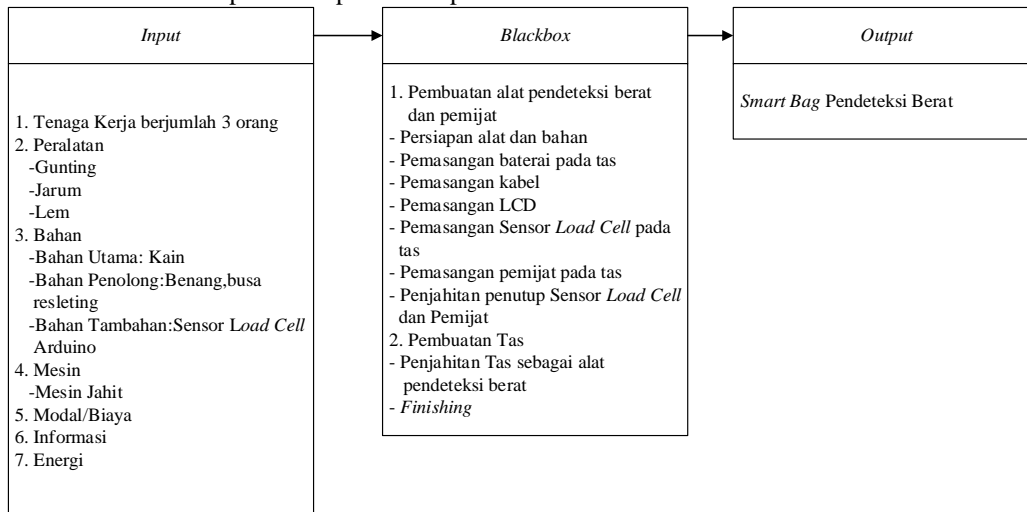 Input
1. Tenaga Kerja berjumlah 3 orang
2. Peralatan
-Gunting
-Jarum
-Lem
3. Bahan
-Bahan Utama: Kain
-Bahan Penolong:Benang,busa
resleting
-Bahan Tambahan:Sensor Load Cell
Arduino
4. Mesin
-Mesin Jahit
5. Modal/Biaya
6. Informasi
7. Energi
Blackbox
1. Pembuatan alat pendeteksi berat
dan pemijat
- Persiapan alat dan bahan
- Pemasangan baterai pada tas
- Pemasangan kabel
- Pemasangan LCD
- Pemasangan Sensor Load Cell pada
tas
- Pemasangan pemijat pada tas
- Penjahitan penutup Sensor Load Cell
dan Pemijat
2. Pembuatan Tas
- Penjahitan Tas sebagai alat
pendeteksi berat
- Finishing
Output
Smart Bag Pendeteksi Berat